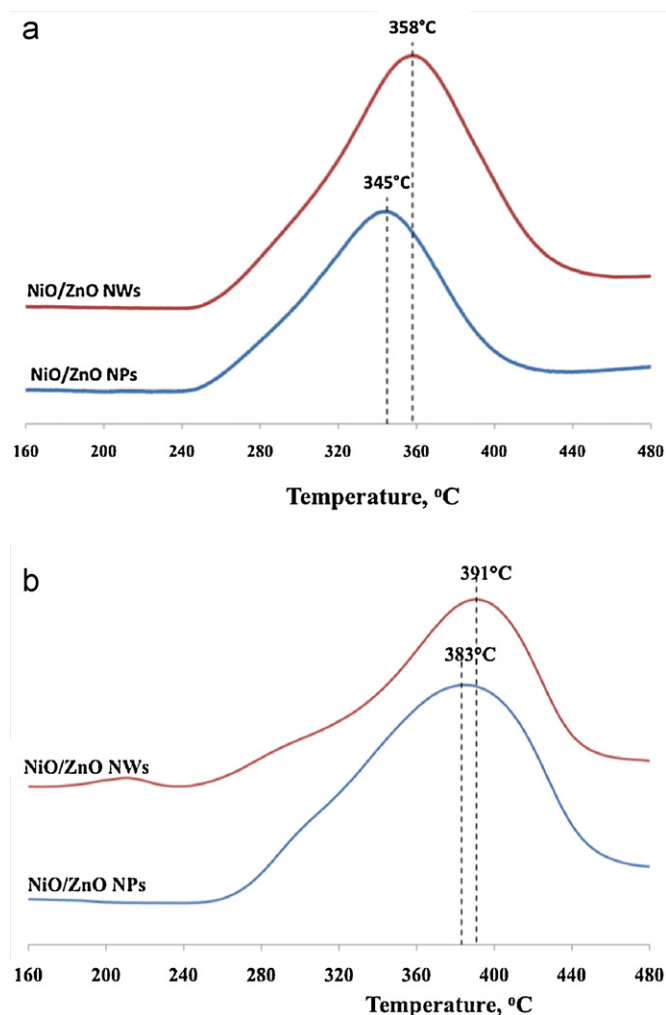 a
358°C
345°C
NiO/ZnO NWs
NiO/ZnO NPs
160 200 240 280 320 360 400 440 480
Temperature, °C
b
391°C
383°C
NiO/ZnO NWs
NiO/ZnO NPs
160 200 240 280 320 360 400 440 480
Temperature, °C